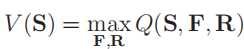 V(S) = max Q(S, F, R)
F,R